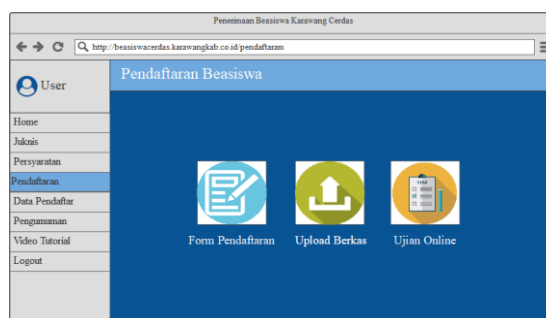 Penerimaan Beasiswa Karawang Cerdas
http://beasiswacerdas.karawangkab.co.id/pendaftaram
User
Pendaftaran Beasiswa
Home
Juknis
Persyaratan
Pendaftaran
Data Pendaftar
Pengumuman
Video Tutorial
Logout
Form Pendaftaran
Upload Berkas
Ujian Online